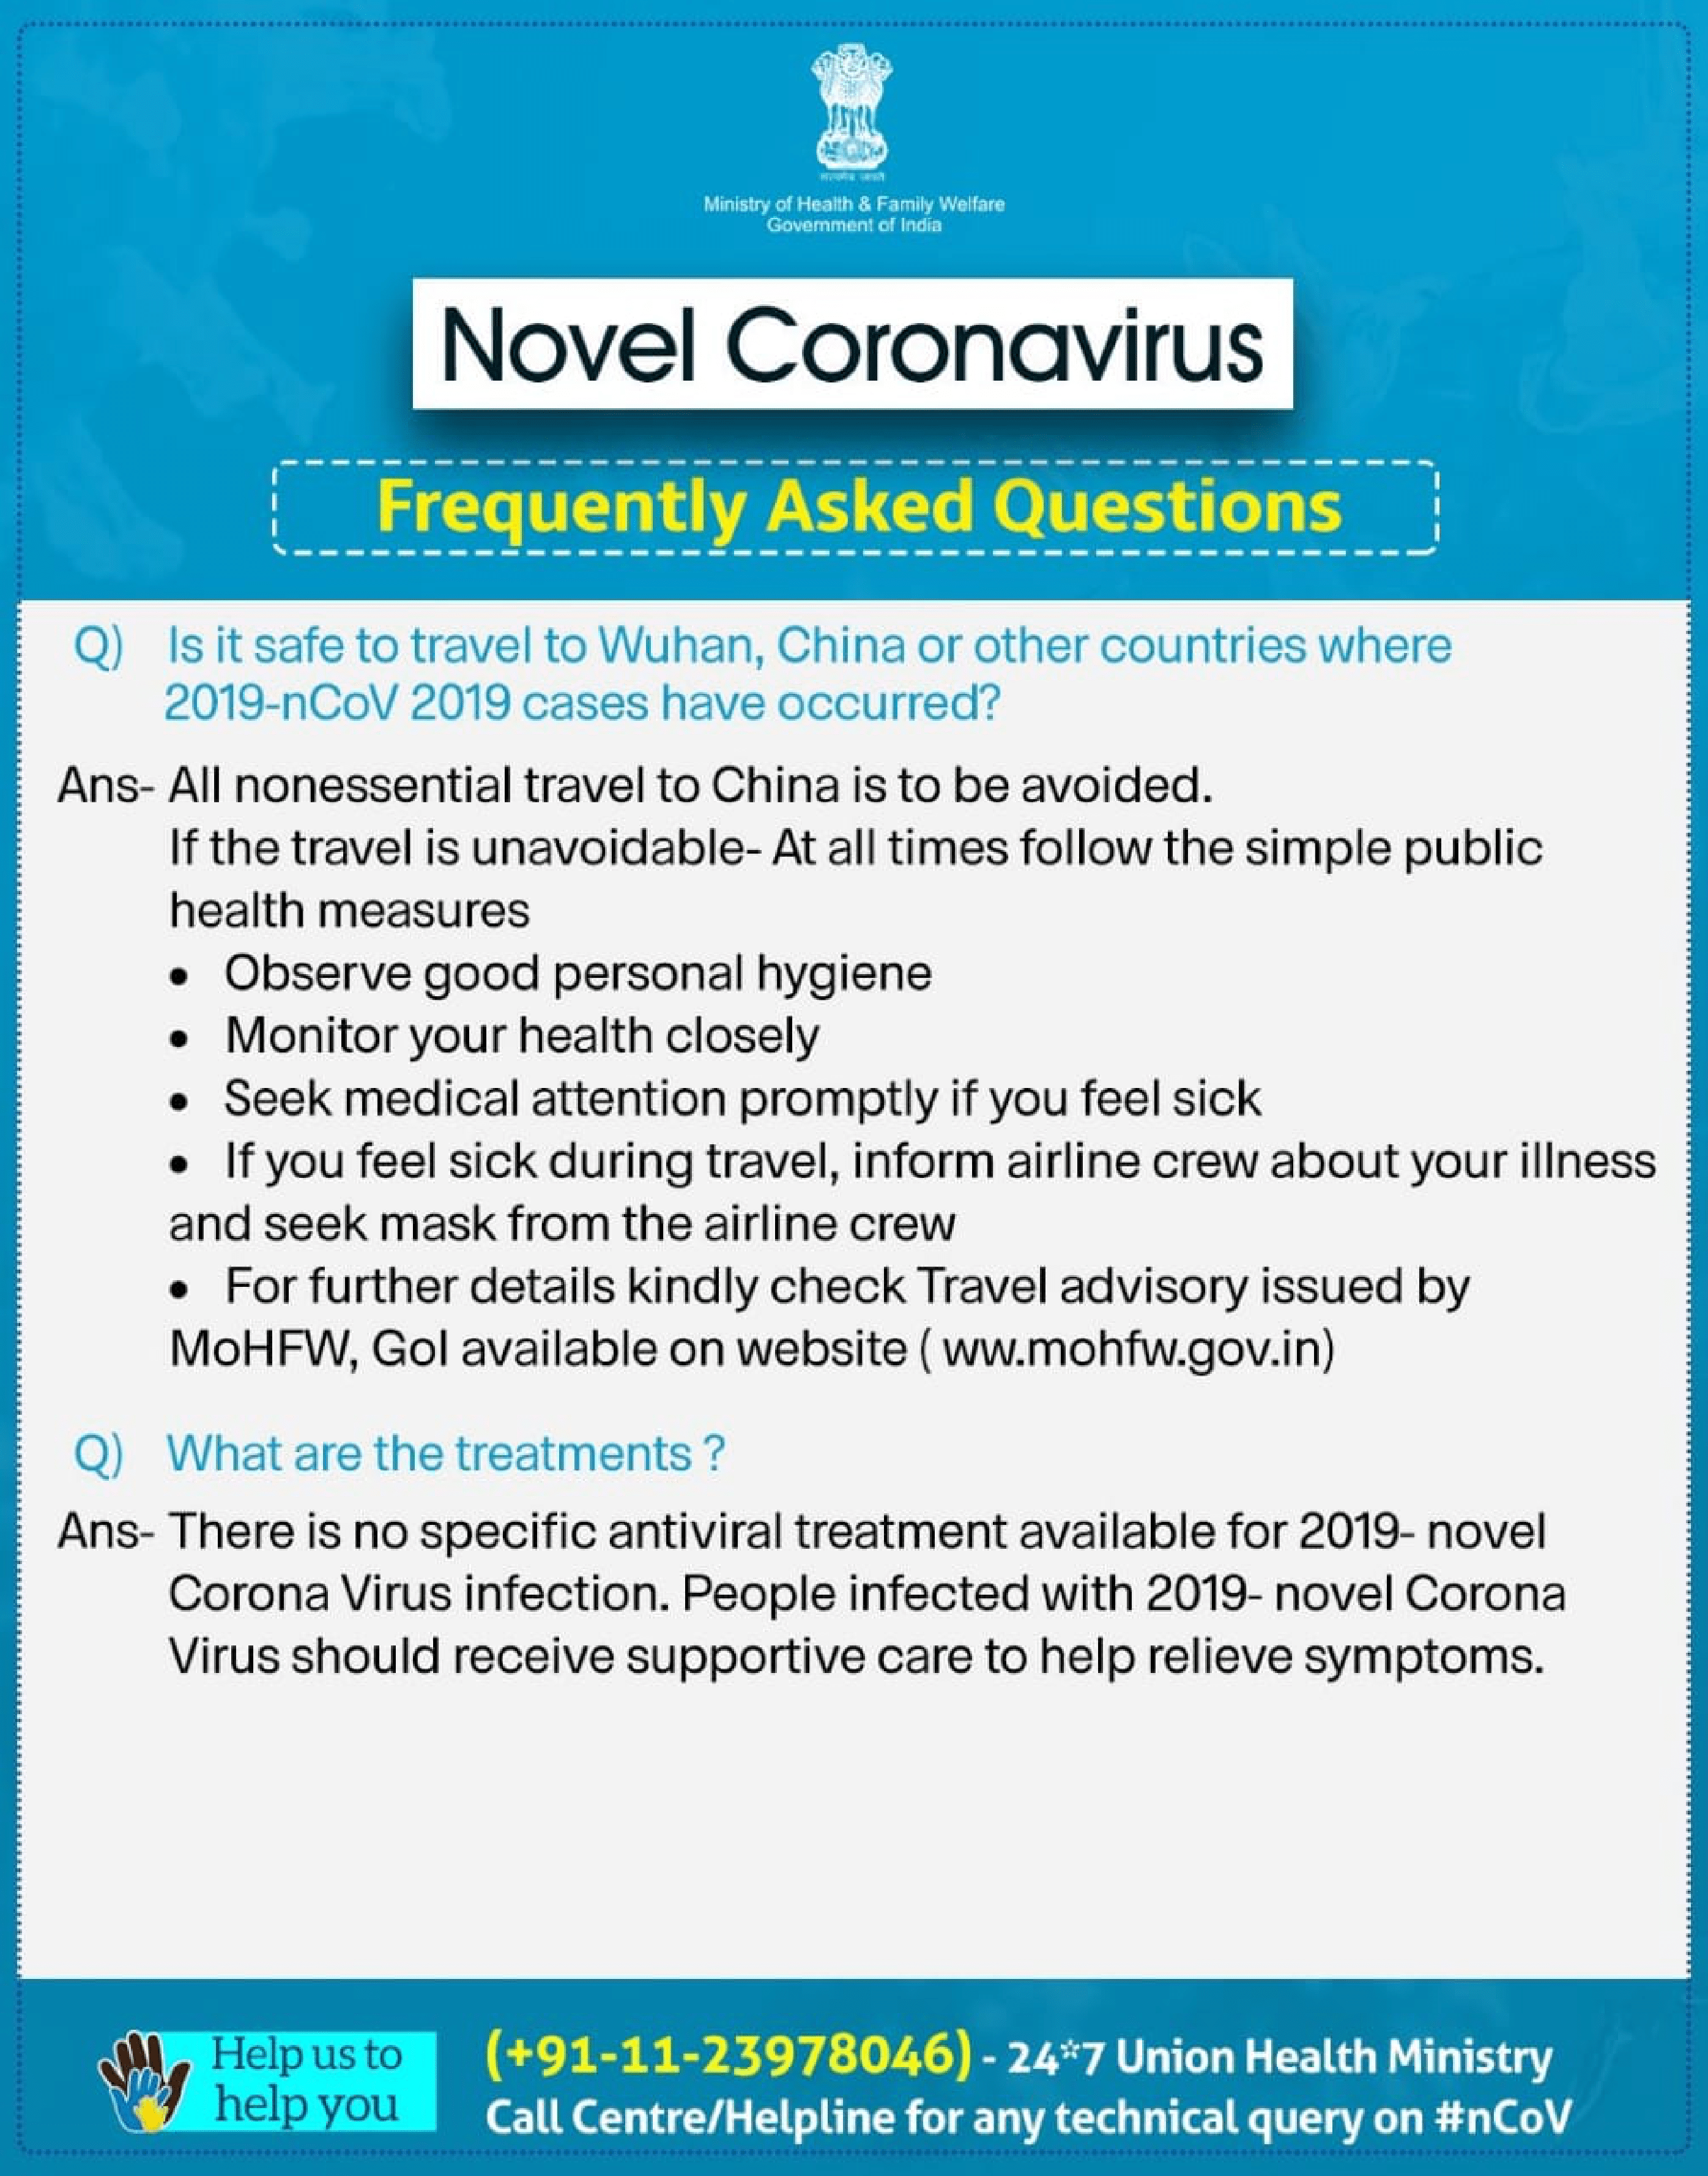 सत्यमेव जयते
Ministry of Health & Family Welfare
Government of India
Novel Coronavirus
Frequently Asked Questions
Q) Is it safe to travel to Wuhan, China or other countries where
2019-nCoV 2019 cases have occurred?
Ans- All nonessential travel to China is to be avoided.
If the travel is unavoidable- At all times follow the simple public
health measures
• Observe good personal hygiene
• Monitor your health closely
• Seek medical attention promptly if you feel sick
• If you feel sick during travel, inform airline crew about your illness
and seek mask from the airline crew
• For further details kindly check Travel advisory issued by
MoHFW, GoI available on website ( ww.mohfw.gov.in)
Q) What are the treatments ?
Ans- There is no specific antiviral treatment available for 2019- novel
Corona Virus infection. People infected with 2019- novel Corona
Virus should receive supportive care to help relieve symptoms.
Help us to
help you
(+91-11-23978046) - 24*7 Union Health Ministry
Call Centre/Helpline for any technical query on #nCoV